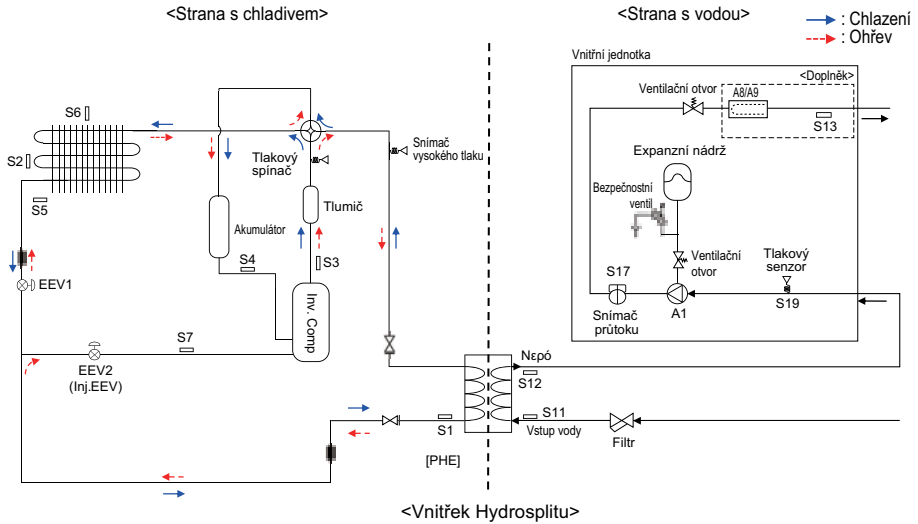 <Strana s chladivem>
<Strana s vodou>
: Chlazení
: Ohřev
Vnitřní jednotka
<Doplněk>
Ventilační otvor
A8/A9
S13
S6
S2
S5
Tlakový
spínač
Snímač
vysokého tlaku
Tlumič
Akumulátor
S4
S3
Inv. Comp
EEV1
S7
EEV2
(Inj.EEV)
Expanzní nádrž
Bezpečnostní
ventil
Ventilační
otvor
Tlakový
senzor
S17
Snímač
průtoku
A1
S19
Νερό
S12
S11
Vstup vody
Filtr
S1
[PHE]
<Vnitřek Hydrosplitu>